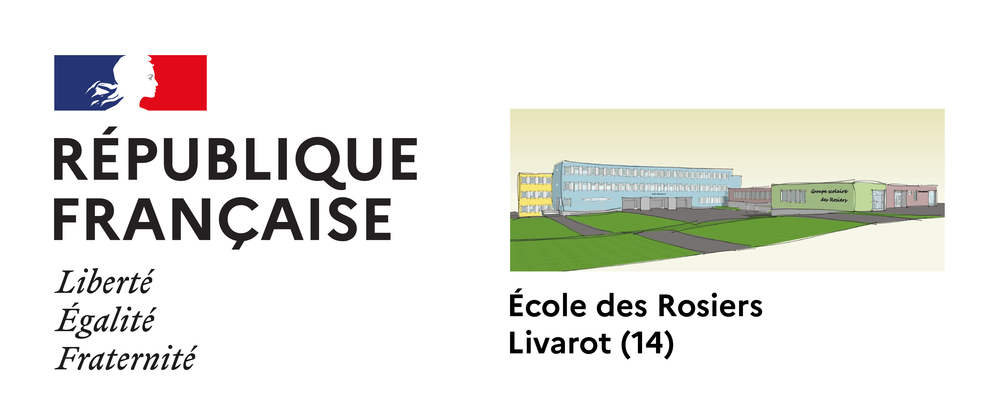 RÉPUBLIQUE
FRANÇAISE
Liberté
Égalité
Fraternité
Groupe scolaire
des Rosiers
École des Rosiers
Livarot (14)